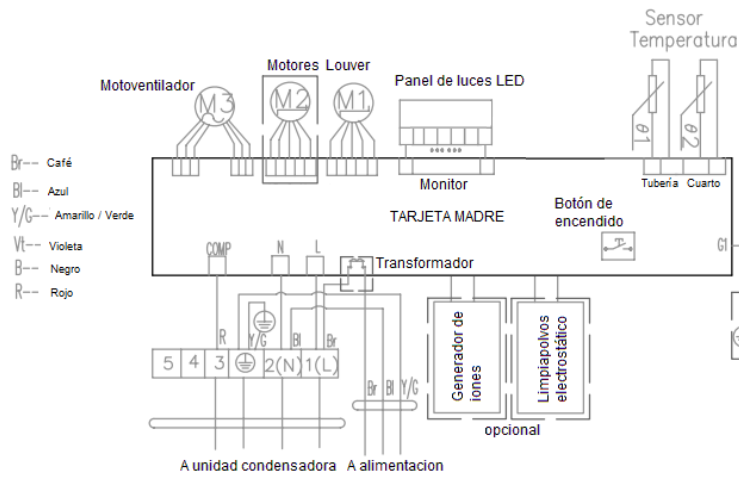 Sensor
Temperatura
Motores Louver
Motoventilador
Panel de luces LED
M3
M2
M1
θ1
θ2
Br-- Café
Bl-- Azul
Y/G-- Amarillo / Verde
Vt-- Violeta
B-- Negro
R-- Rojo
Monitor
Tubería
Cuarto
TARJETA MADRE
Botón de
encendido
COMP
N
L
G1
Transformador
R
Y/G
Bl
Br
5
4
3
2(N)
1(L)
Br
Bl
Y/G
Generador de
iones
Limpiapolvos
electrostático
opcional
A unidad condensadora
A alimentacion